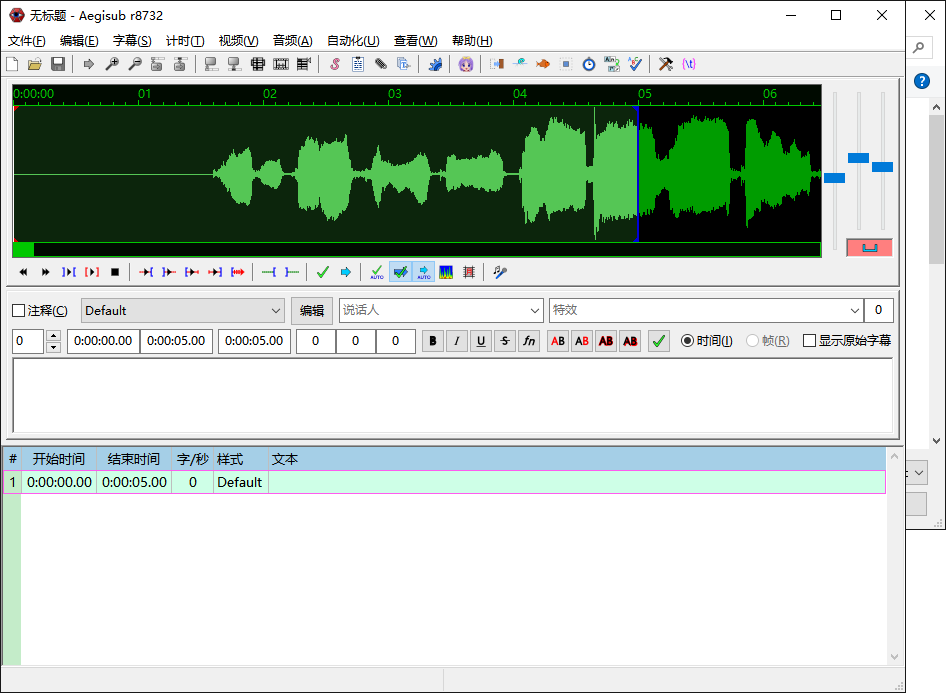 无标题 - Aegisub r8732
文件(F) 编辑(E) 字幕(S) 计时(T) 视频(V) 音频(A) 自动化(U) 查看(W) 帮助(H)
0:00:00 01 02 03 04 05 06
AUTO AUTO
注释(C) Default 编辑 说话人 特效 0
0 0:00:00.00 0:00:05.00 0:00:05.00 0 0 0 B I U S fn AB AB AB AB 时间(I) 帧(R) 显示原始字幕
# 开始时间 结束时间 字/秒 样式 文本
1 0:00:00.00 0:00:05.00 0 Default